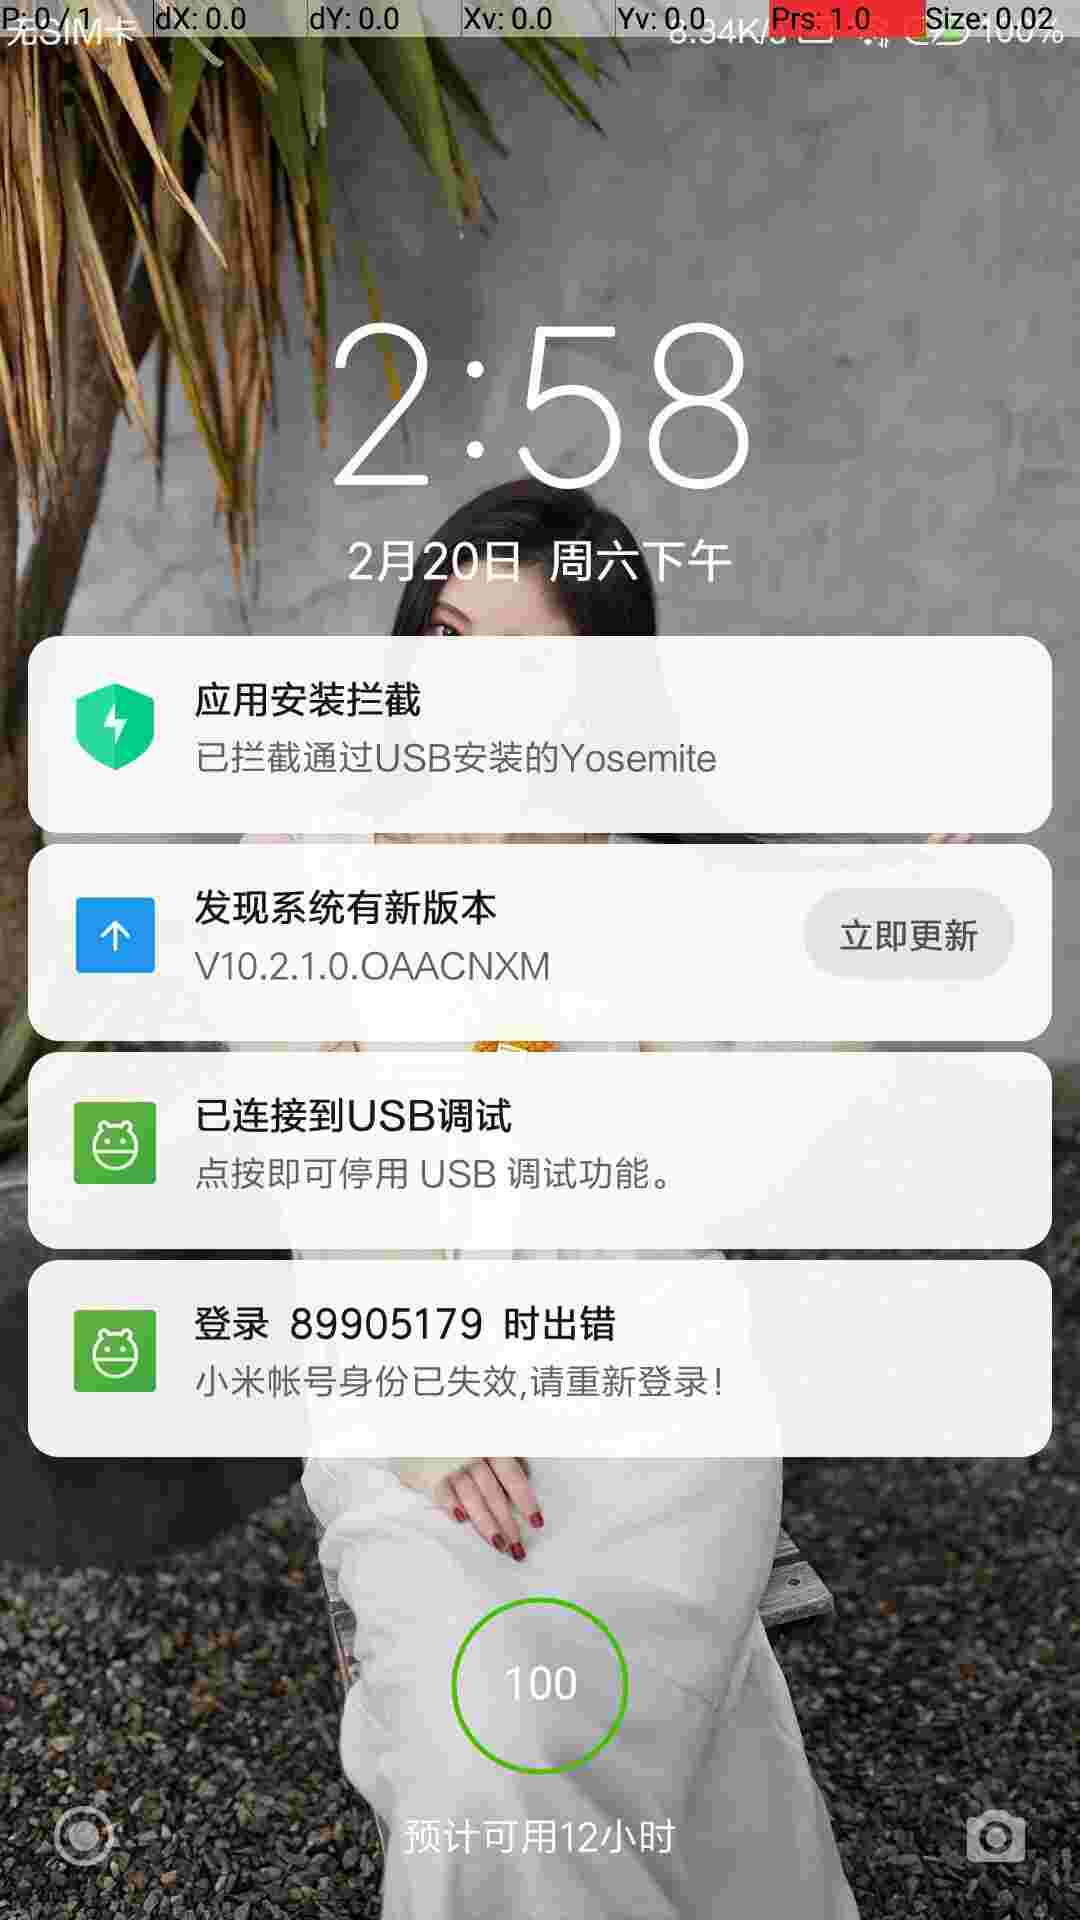 P: 0 / 1 dX: 0.0 dY: 0.0 Xv: 0.0 Yv: 0.0 Prs: 1.0 Size: 0.02
无SIM卡 8.34K/s 100%
2:58
2月20日 周六下午
应用安装拦截
已拦截通过USB安装的Yosemite
发现系统有新版本
V10.2.1.0.OAACNXM
立即更新
已连接到USB调试
点按即可停用 USB 调试功能。
登录 89905179 时出错
小米帐号身份已失效,请重新登录!
100
预计可用12小时